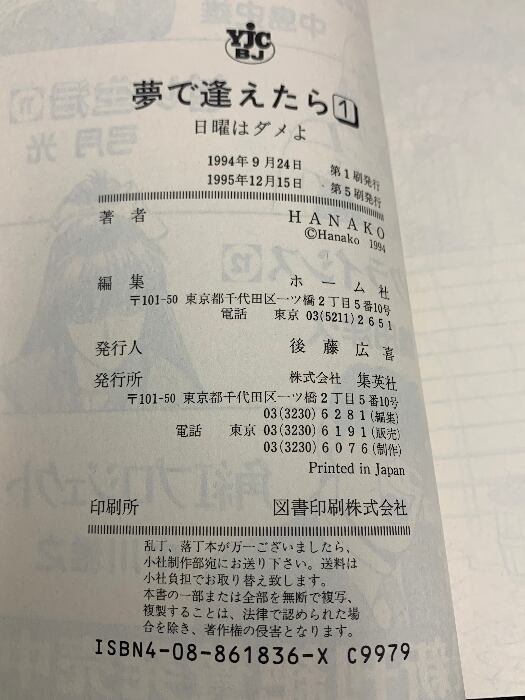 YJC
BJ
夢で逢えたら1
日曜はダメよ
1994年9月24日 第1刷発行
1995年12月15日 第5刷発行
著者 HANAKO
©Hanako 1994
編集 ホーム社
〒101-50 東京都千代田区一ツ橋2丁目5番10号
電話 東京 03(5211)2651
発行人 後藤広喜
発行所 株式会社 集英社
〒101-50 東京都千代田区一ツ橋2丁目5番10号
03(3230)6281(編集)
電話 東京 03(3230)6191(販売)
03(3230)6076(制作)
Printed in Japan
印刷所 図書印刷株式会社
乱丁、落丁本が万一ございましたら、
小社制作部宛にお送り下さい。送料は
小社負担でお取り替え致します。
本書の一部または全部を無断で複写、
複製することは、法律で認められた場
合を除き、著作権の侵害となります。
ISBN4-08-861836-X C9979